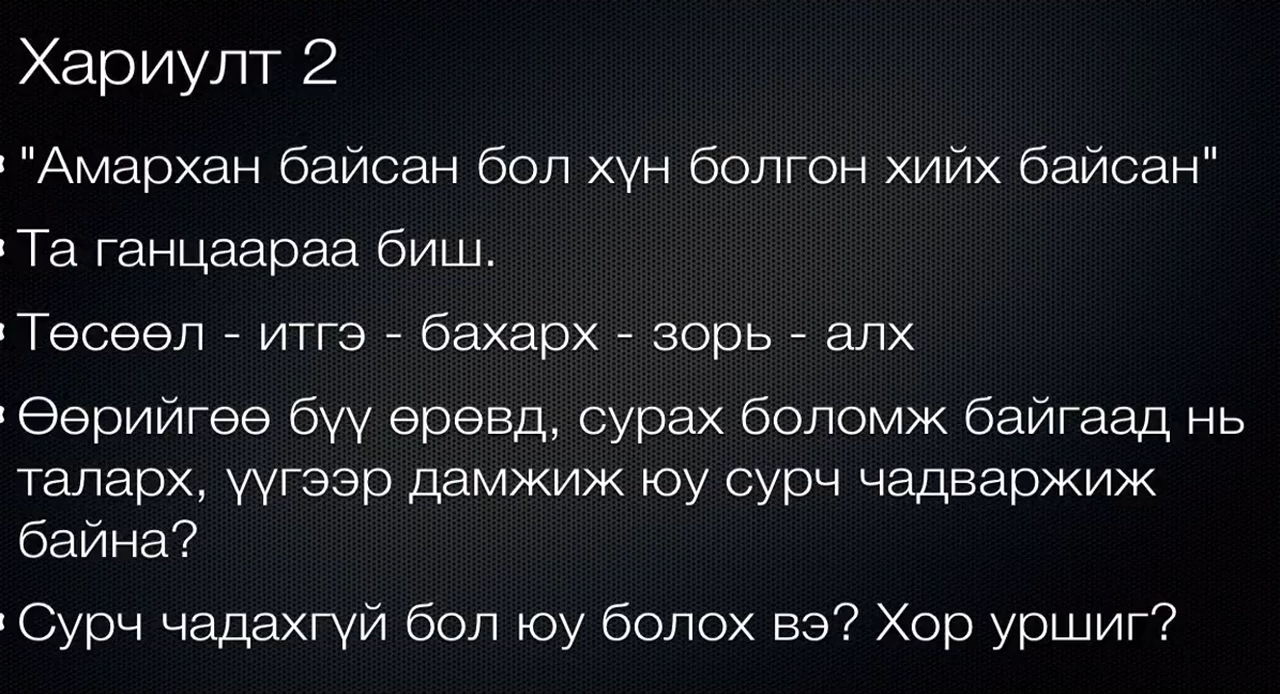 Хариулт 2
"Амархан байсан бол хүн болгон хийх байсан"
Та ганцаараа биш.
Төсөөл - итгэ - бахарх - зорь - алх
Өөрийгөө бүү өрөвд, сурах боломж байгаад нь
таларх, үүгээр дамжиж юу сурч чадваржиж
байна?
Сурч чадахгүй бол юу болох вэ? Хор уршиг?